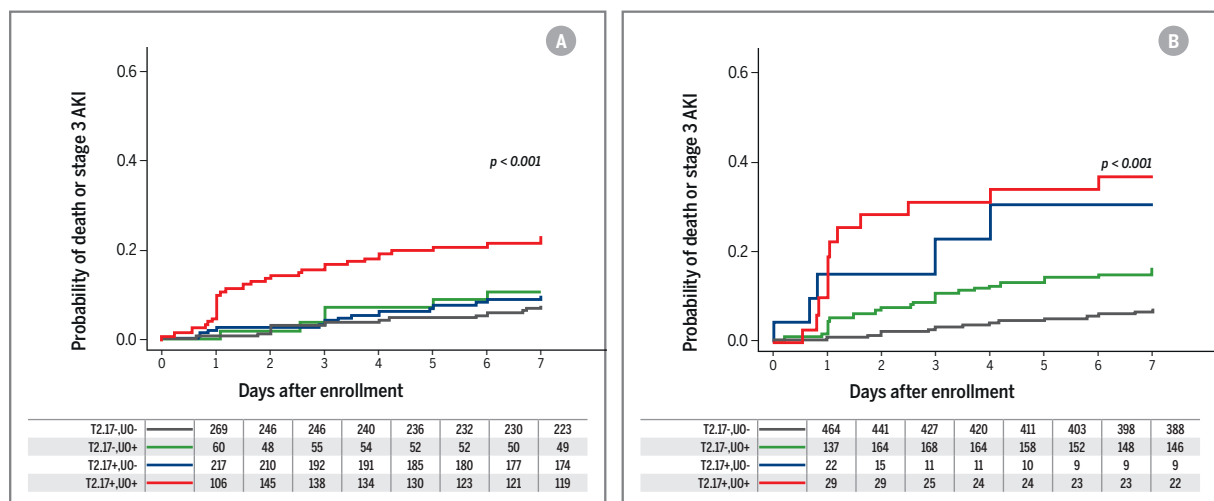 A
Probability of death or stage 3 AKI
0.6
0.4
0.2
0.0
p < 0.001
0 1 2 3 4 5 6 7
Days after enrollment
T2.17-,UO- 269 246 246 240 236 232 230 223
T2.17-,UO+ 60 48 55 54 52 52 50 49
T2.17+,UO- 217 210 192 191 185 180 177 174
T2.17+,UO+ 106 145 138 134 130 123 121 119
B
Probability of death or stage 3 AKI
0.6
0.4
0.2
0.0
p < 0.001
0 1 2 3 4 5 6 7
Days after enrollment
T2.17-,UO- 464 441 427 420 411 403 398 388
T2.17-,UO+ 137 164 168 164 158 152 148 146
T2.17+,UO- 22 15 11 11 10 9 9 9
T2.17+,UO+ 29 29 25 24 24 23 23 22